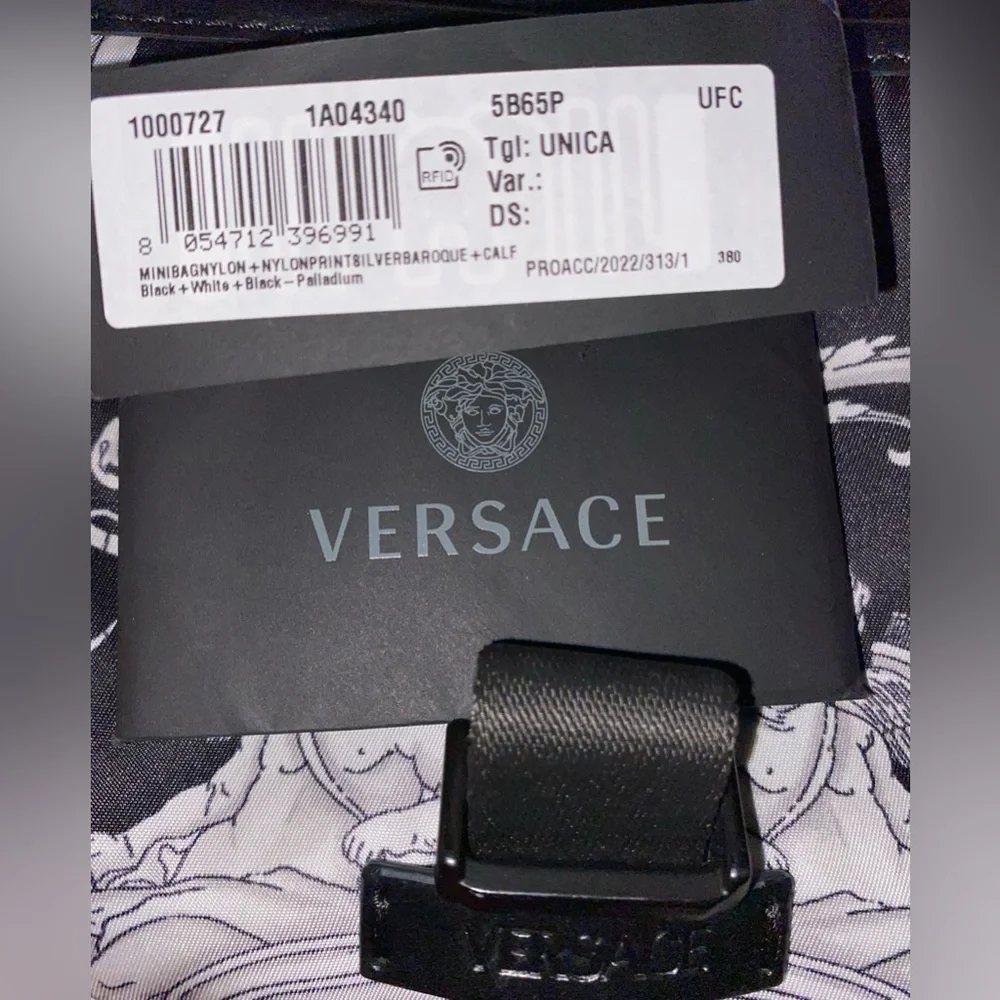 1000727 1A04340 5B65P UFC
RFID
Tgl: UNICA
Var.:
DS:
8 054712 396991
MINIBAGNYLON+NYLONPRINTSILVERBAROQUE+CALF
Black+White+Black-Palladium
PROACC/2022/313/1 380
VERSACE
VERSACE